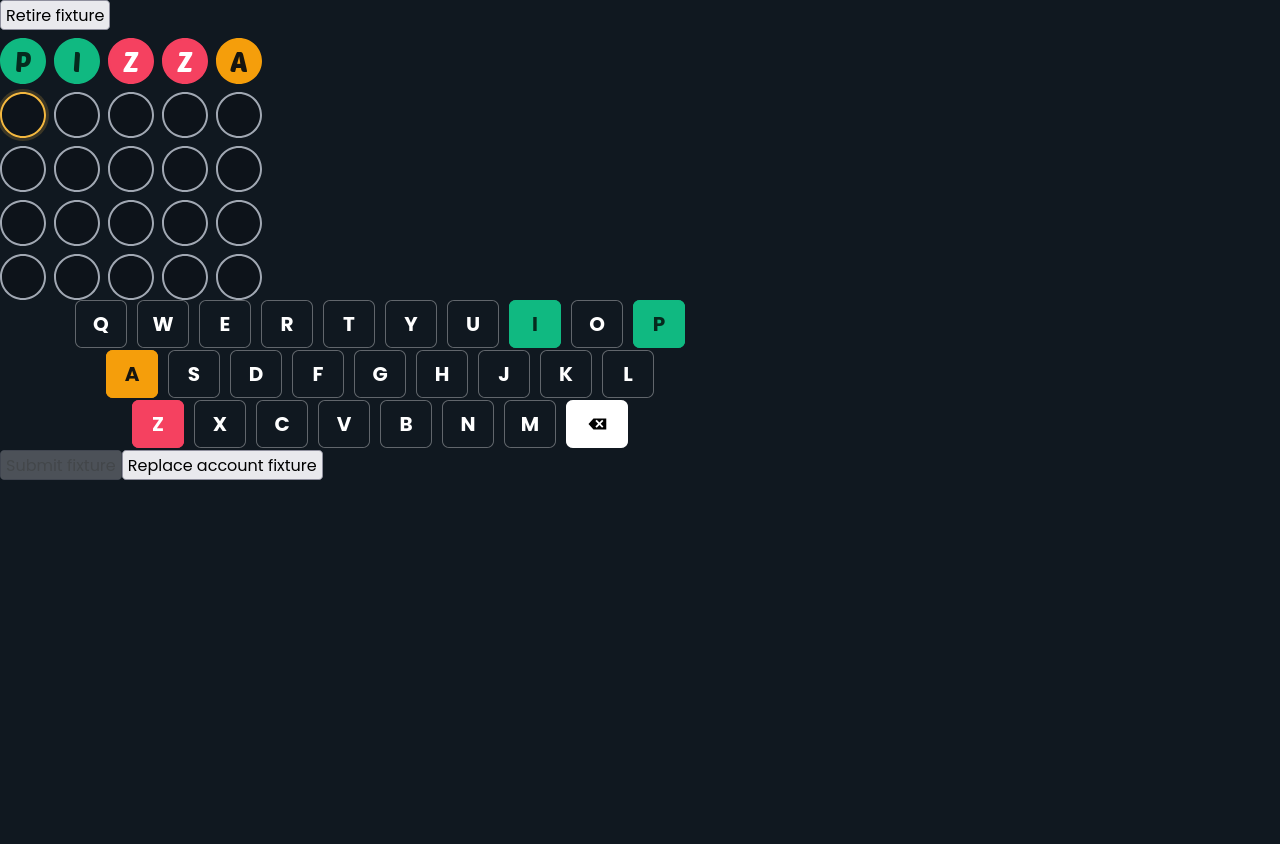 Retire fixture
P I Z Z A
Q W E R T Y U I O P
A S D F G H J K L
Z X C V B N M
Submit fixture Replace account fixture